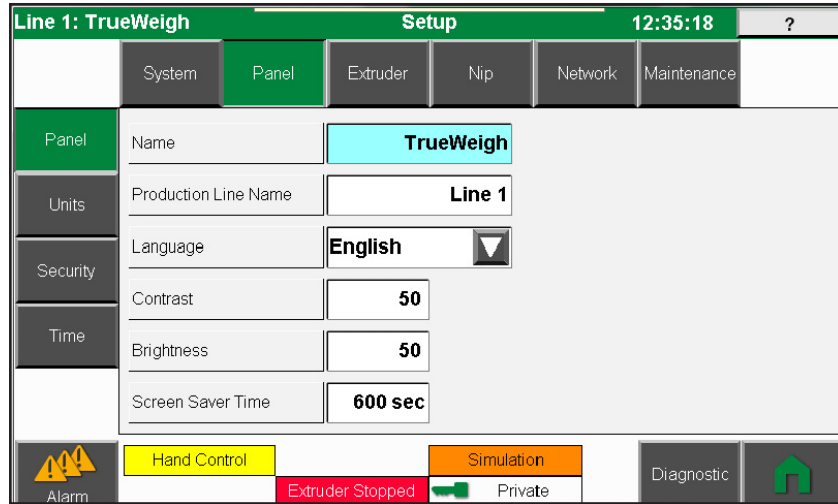 Line 1: TrueWeigh Setup 12:35:18 ?
System Panel Extruder Nip Network Maintenance
Panel
Units
Security
Time
Name TrueWeigh
Production Line Name Line 1
Language English
Contrast 50
Brightness 50
Screen Saver Time 600 sec
Alarm
Hand Control Simulation
Extruder Stopped Private
Diagnostic